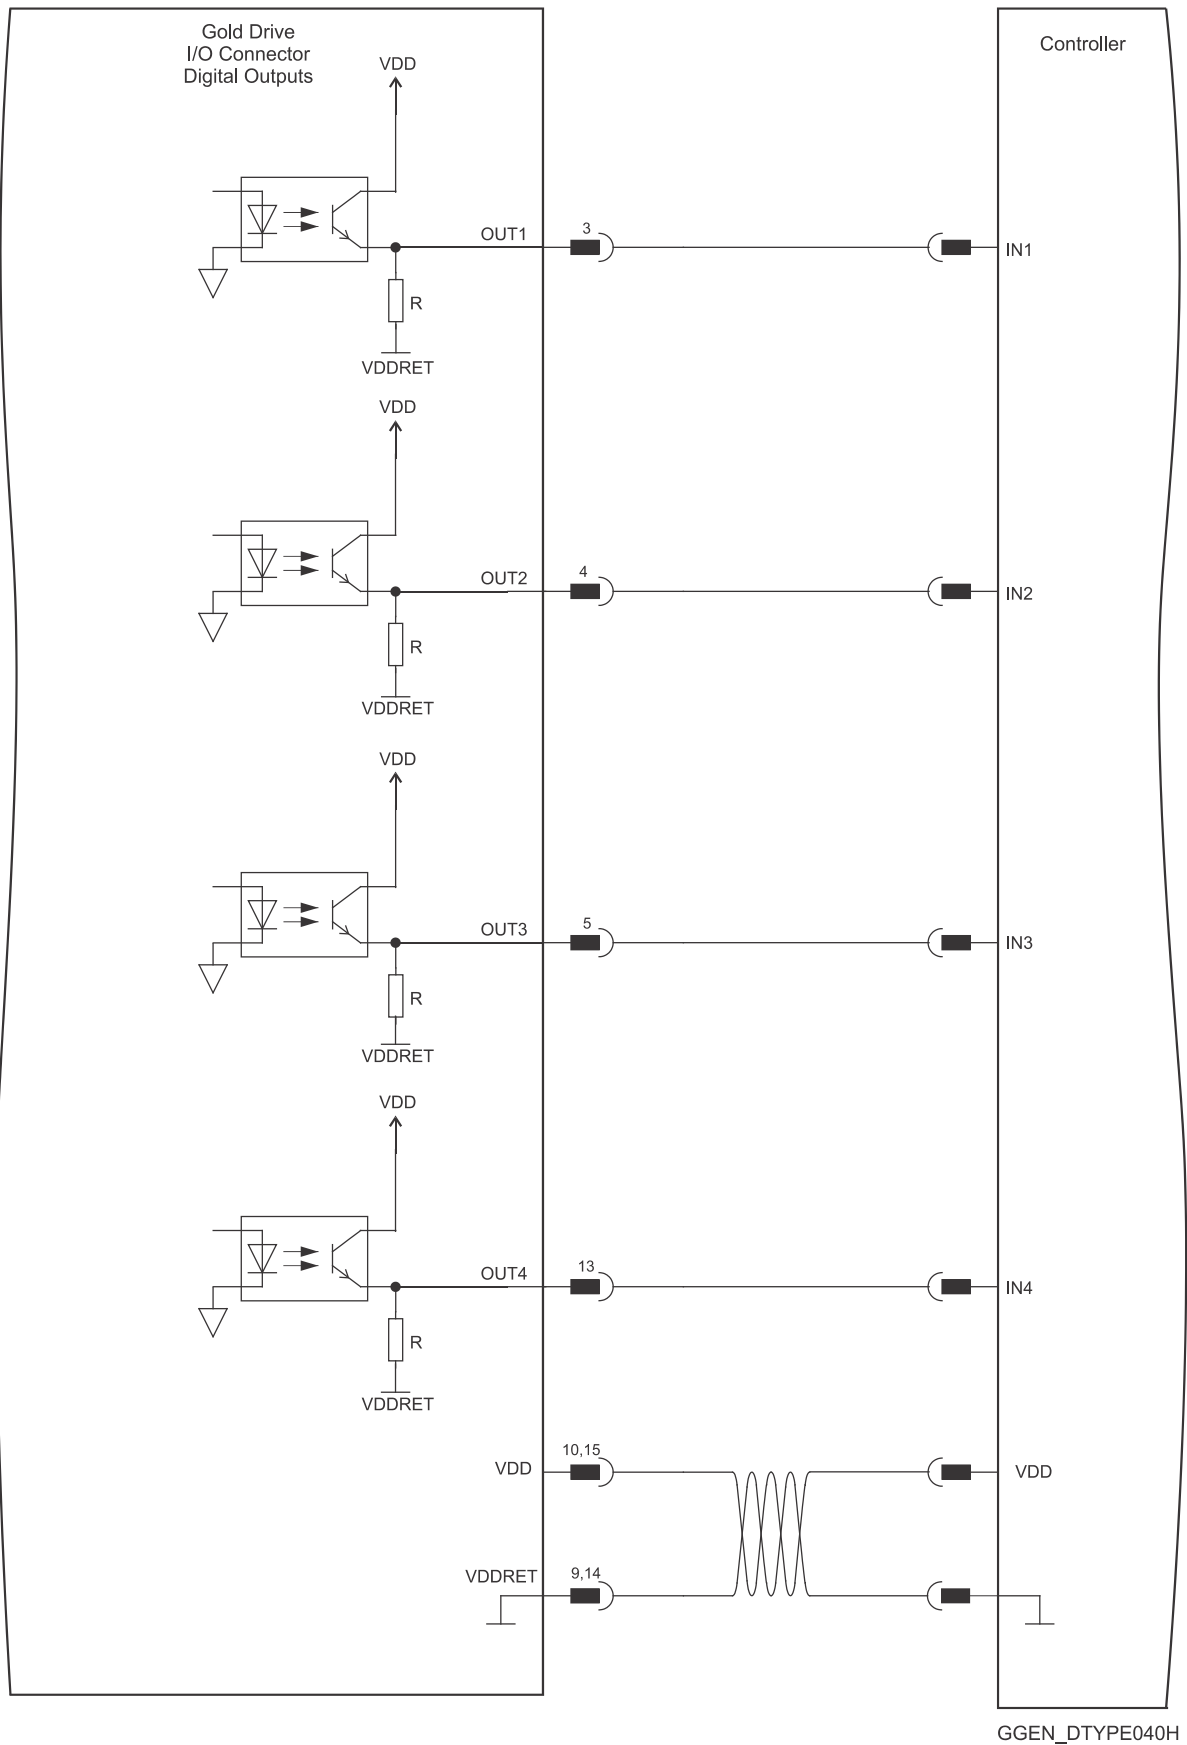 Gold Drive
I/O Connector
Digital Outputs
Controller
VDD
OUT1
3
IN1
R
VDDRET
VDD
OUT2
4
IN2
R
VDDRET
VDD
OUT3
5
IN3
R
VDDRET
VDD
OUT4
13
IN4
R
VDDRET
VDD
10,15
VDD
VDDRET
9,14
GGEN_DTYPE040H